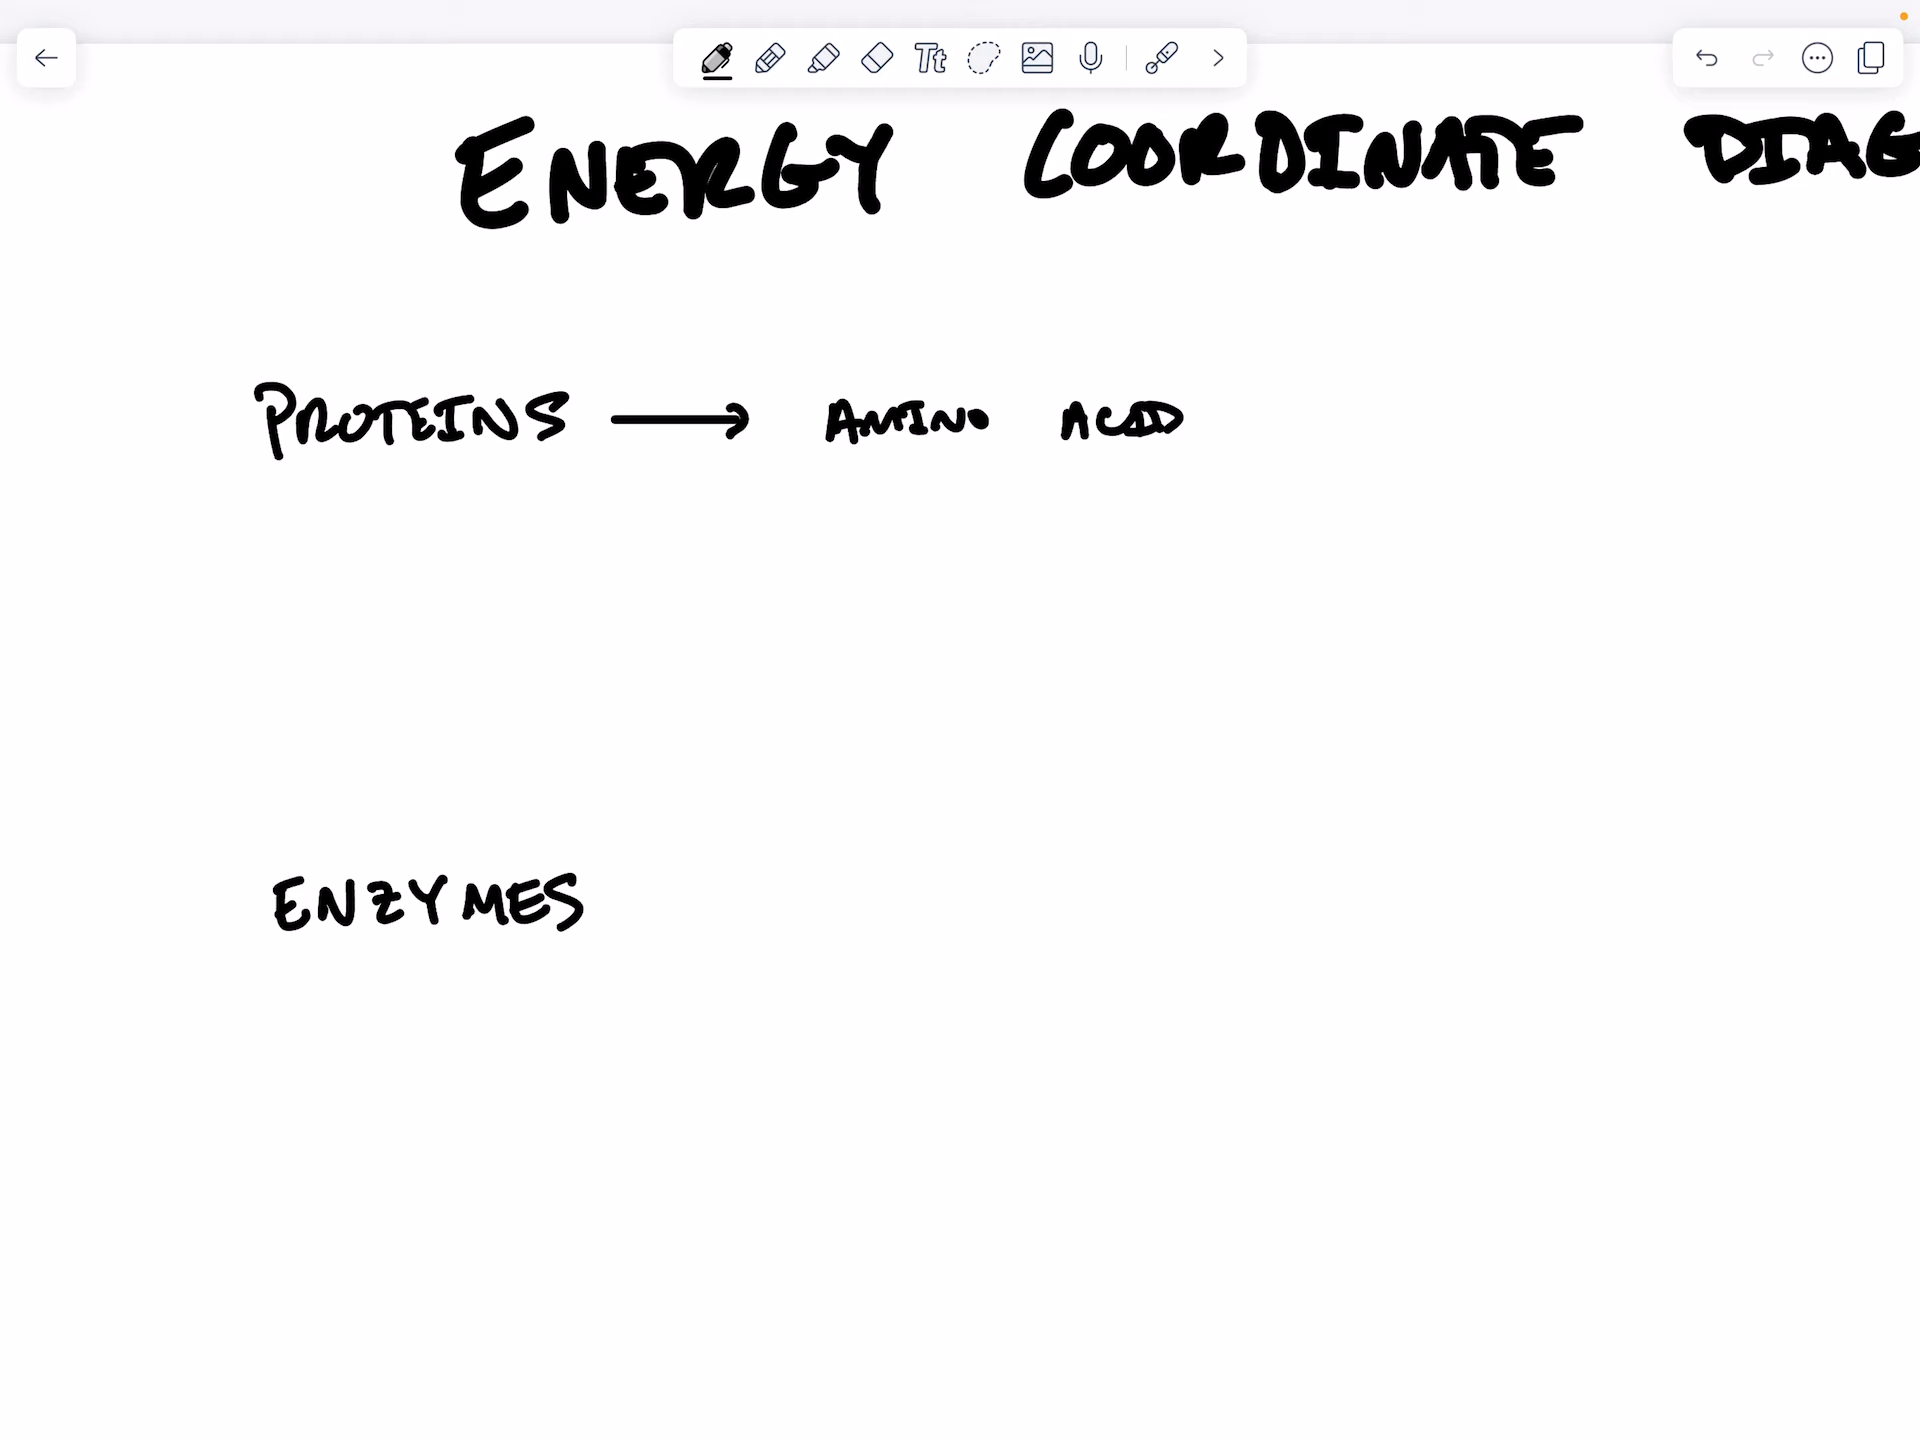 ENERGY COORDINATE DIAG
PROTEINS → AMINO ACID
ENZYMES